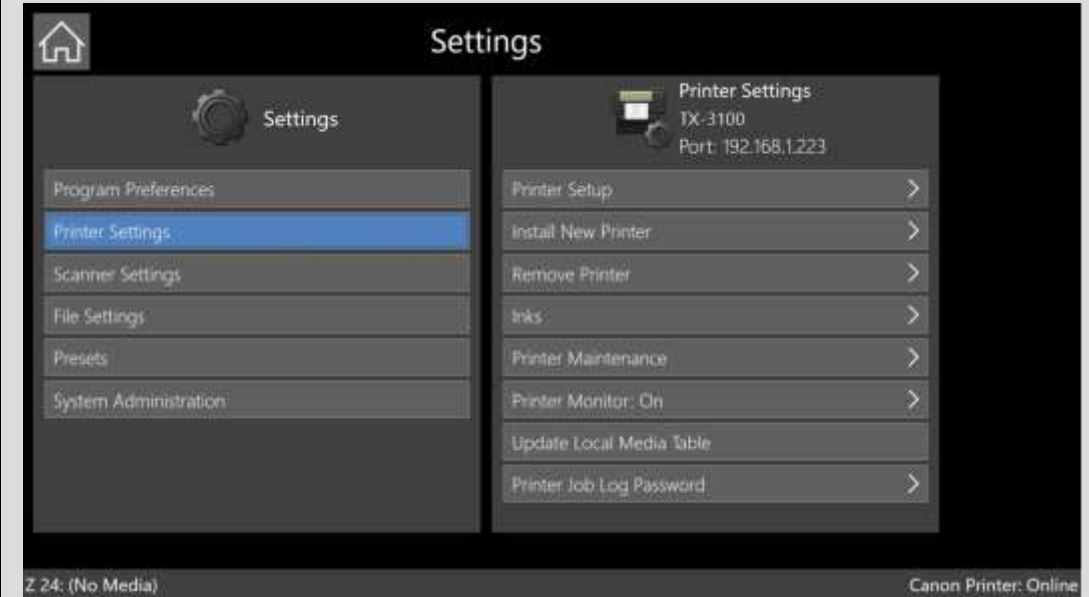 Settings
Settings
Program Preferences
Printer Settings
Scanner Settings
File Settings
Presets
System Administration
Printer Settings
TX-3100
Port: 192.168.1.223
Printer Setup
Install New Printer
Remove Printer
Inks
Printer Maintenance
Printer Monitor: On
Update Local Media Table
Printer Job Log Password
Z 24: (No Media)
Canon Printer: Online